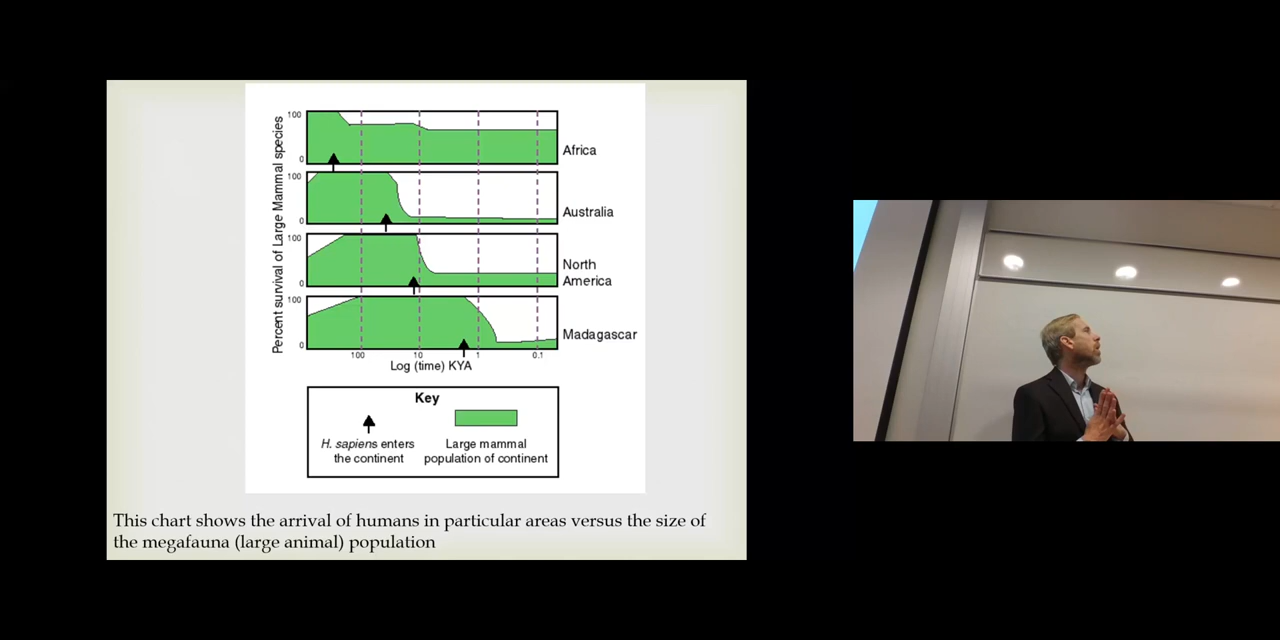 Percent survival of Large Mammal species
100
0
Africa
100
0
Australia
100
0
North
America
100
0
Madagascar
100
10
1
0.1
Log (time) KYA
Key
H. sapiens enters
the continent
Large mammal
population of continent
This chart shows the arrival of humans in particular areas versus the size of
the megafauna (large animal) population